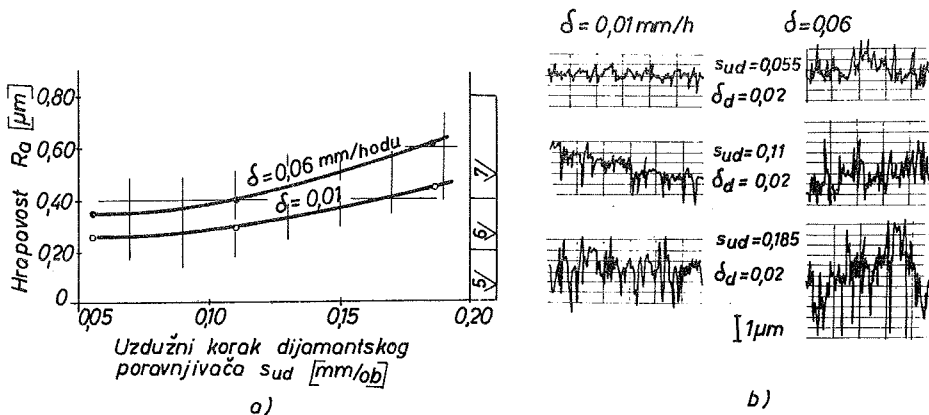 a)
Hrapovost Ra [µm]
0,80
0,60
0,40
0,20
0
δ=0,06 mm/hodu
δ=0,01
7/
6/
5/
0,05 0,10 0,15 0,20
Uzdužni korak dijamantskog
poravnjivača sud [mm/ob]
a)
b)
δ=0,01mm/h δ=0,06
sud=0,055
δd=0,02
sud=0,11
δd=0,02
sud=0,185
δd=0,02
1µm
b)